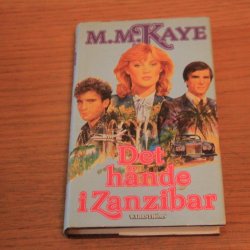 M.M.KAYE
Det
hände
i Zanzibar